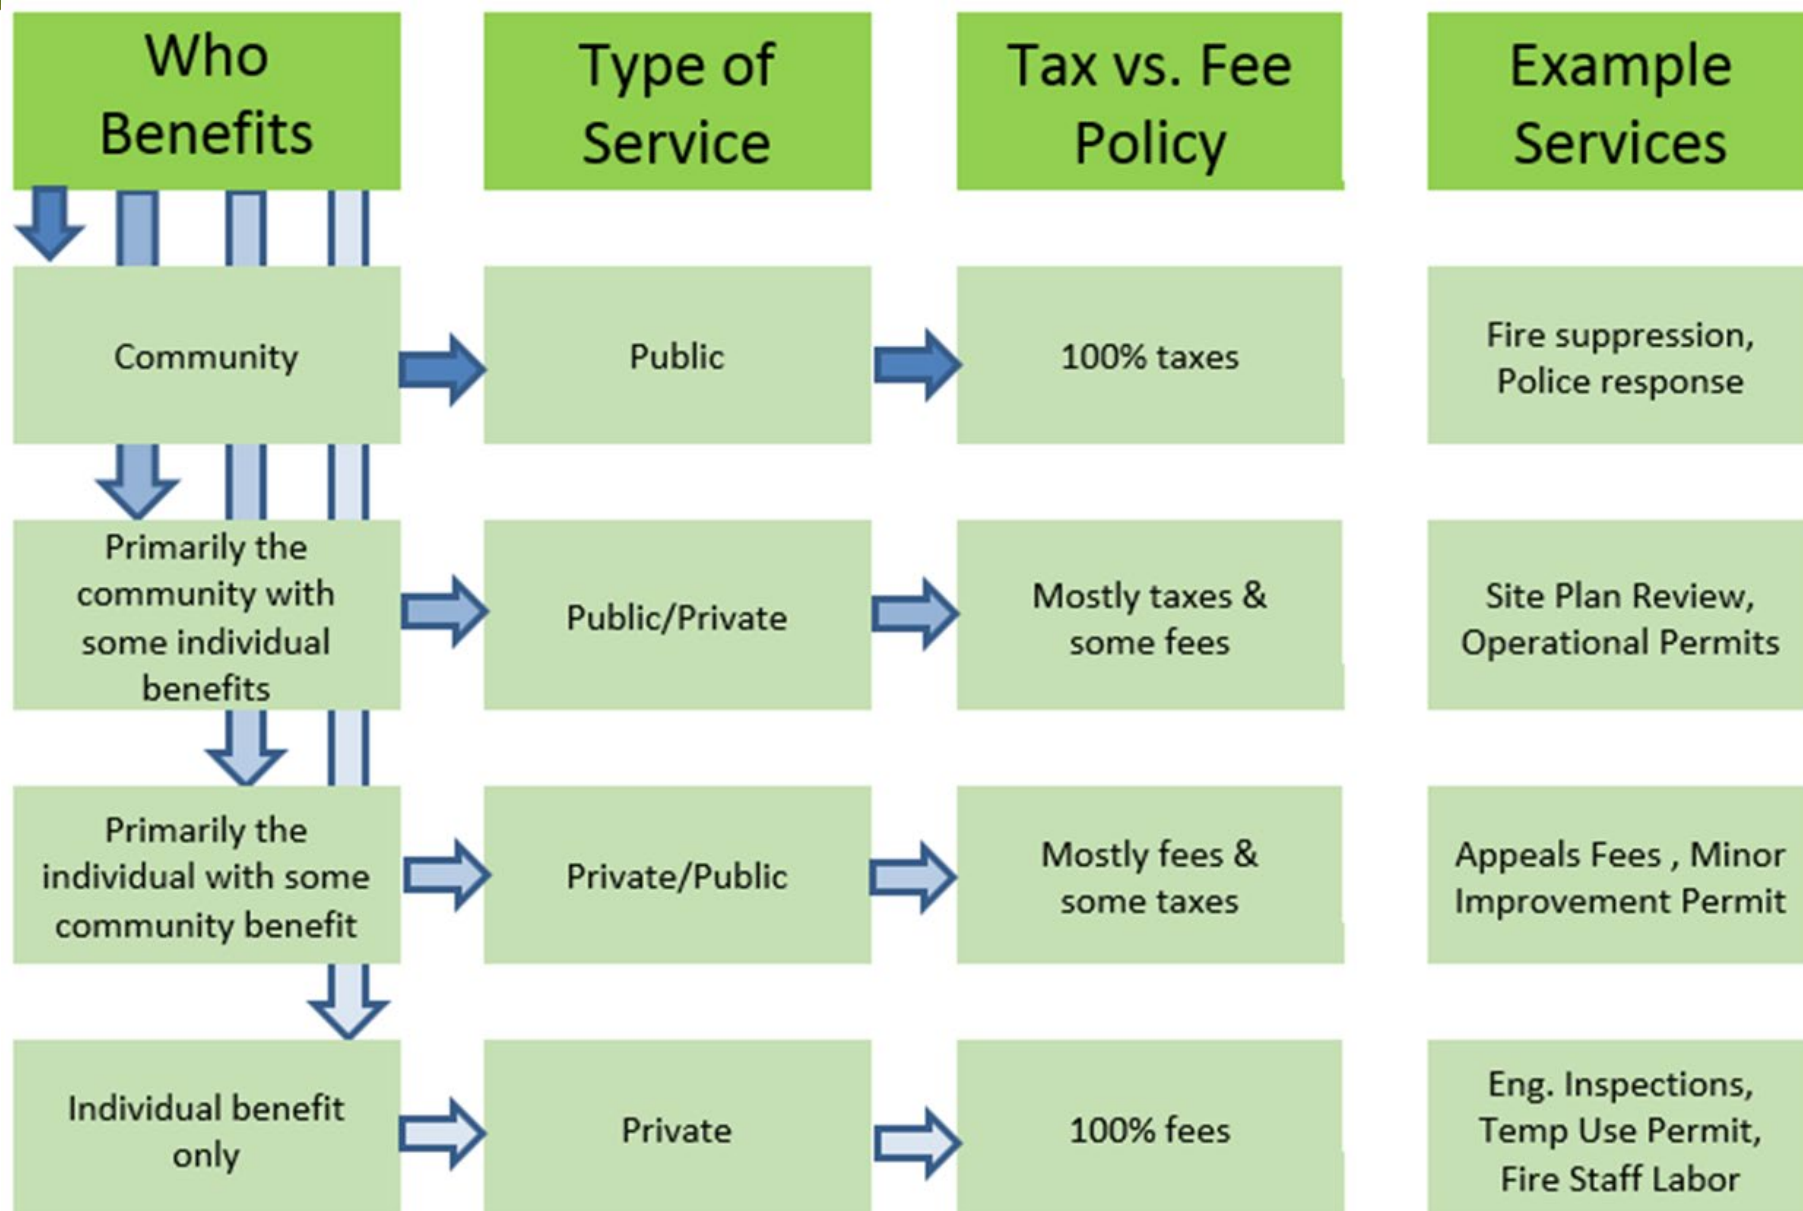 Who
Benefits
Type of
Service
Tax vs. Fee
Policy
Example
Services
Community
Public
100% taxes
Fire suppression,
Police response
Primarily the
community with
some individual
benefits
Public/Private
Mostly taxes &
some fees
Site Plan Review,
Operational Permits
Primarily the
individual with some
community benefit
Private/Public
Mostly fees &
some taxes
Appeals Fees , Minor
Improvement Permit
Individual benefit
only
Private
100% fees
Eng. Inspections,
Temp Use Permit,
Fire Staff Labor